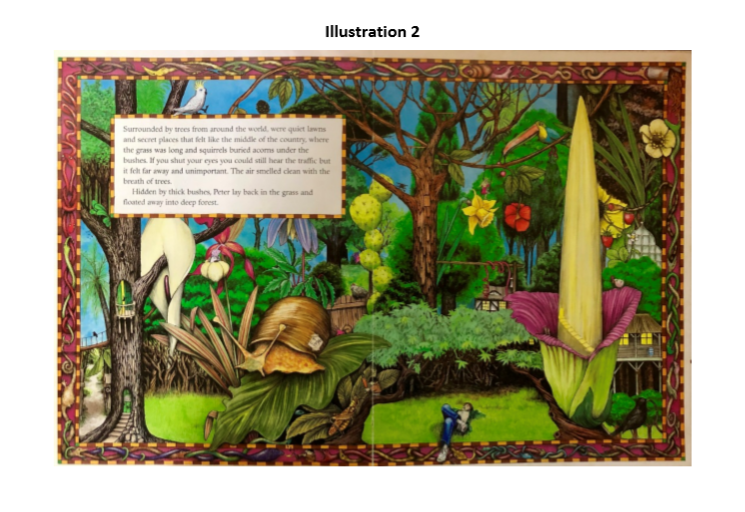 Illustration 2
Surrounded by trees from around the world, were quiet lawns
and secret places that felt like the middle of the country, where
the grass was long and squirrels buried acorns under the
bushes. If you shut your eyes you could still hear the traffic but
it felt far away and unimportant. The air smelled clean with the
breath of trees.
Hidden by thick bushes, Peter lay back in the grass and
floated away into deep forest.